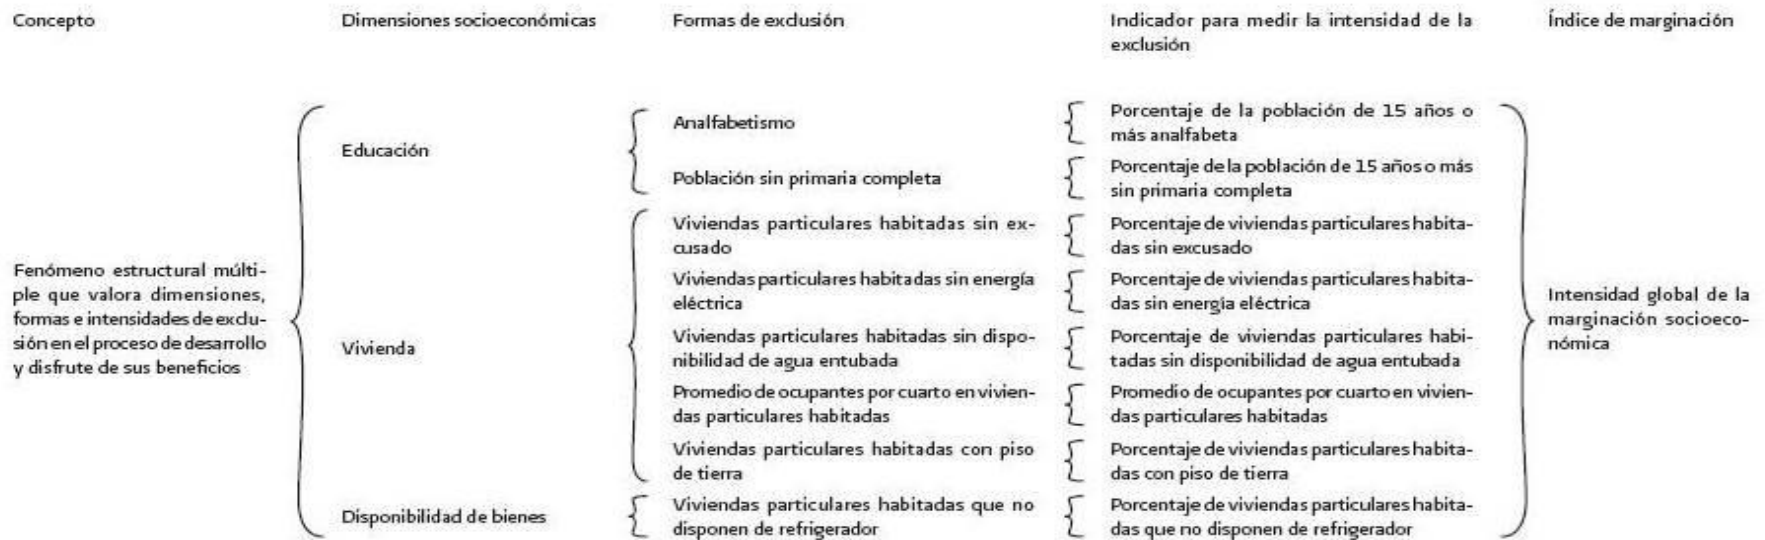 Concepto
Dimensiones socioeconómicas
Formas de exclusión
Indicador para medir la intensidad de la
exclusión
Índice de marginación
Fenómeno estructural múlti-
ple que valora dimensiones,
formas e intensidades de exclu-
sión en el proceso de desarrollo
y disfrute de sus beneficios
Educación
Analfabetismo
Porcentaje de la población de 15 años o
más analfabeta
Población sin primaria completa
Porcentaje de la población de 15 años o más
sin primaria completa
Vivienda
Viviendas particulares habitadas sin ex-
cusado
Porcentaje de viviendas particulares habita-
das sin excusado
Viviendas particulares habitadas sin energía
eléctrica
Porcentaje de viviendas particulares habita-
das sin energía eléctrica
Viviendas particulares habitadas sin dispo-
nibilidad de agua entubada
Porcentaje de viviendas particulares habi-
tadas sin disponibilidad de agua entubada
Promedio de ocupantes por cuarto en vivien-
das particulares habitadas
Promedio de ocupantes por cuarto en vivien-
das particulares habitadas
Viviendas particulares habitadas con piso
de tierra
Porcentaje de viviendas particulares habita-
das con piso de tierra
Disponibilidad de bienes
Viviendas particulares habitadas que no
disponen de refrigerador
Porcentaje de viviendas particulares habita-
das que no disponen de refrigerador
Intensidad global de la
marginación socioeco-
nómica